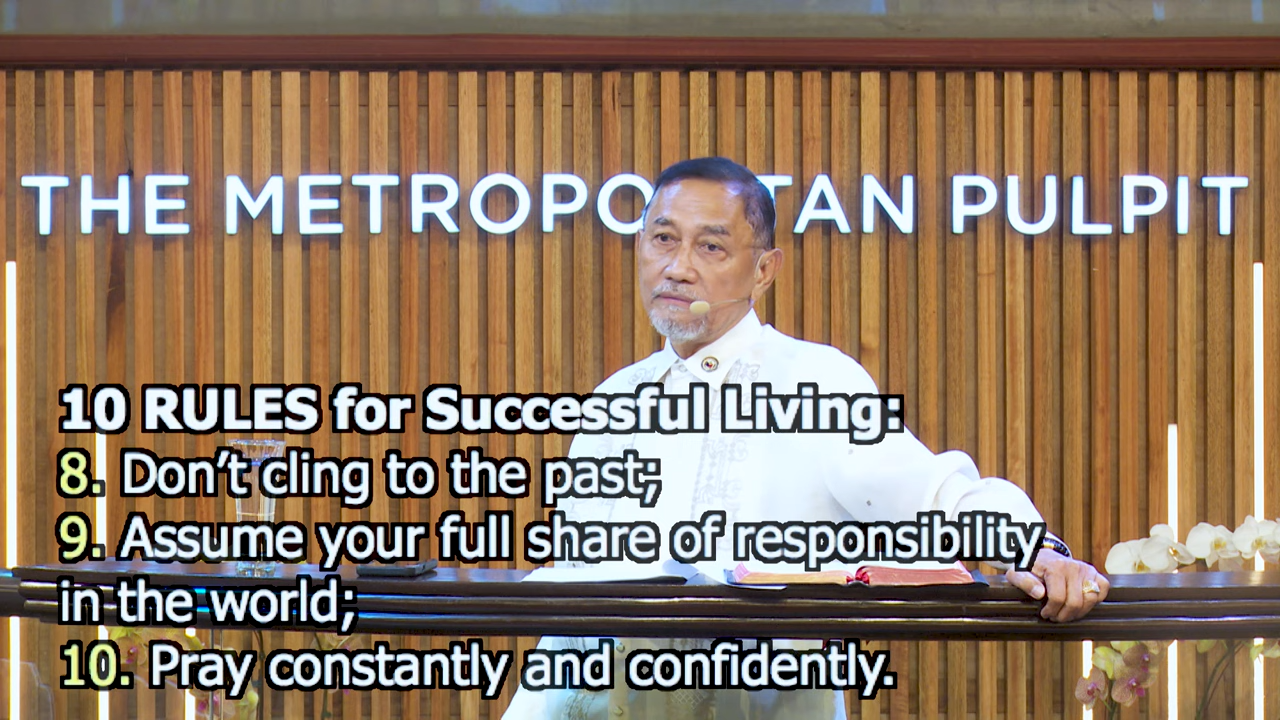 THE METROPO TAN PULPIT
10 RULES for Successful Living:
8. Don’t cling to the past;
9. Assume your full share of responsibility
in the world;
10. Pray constantly and confidently.